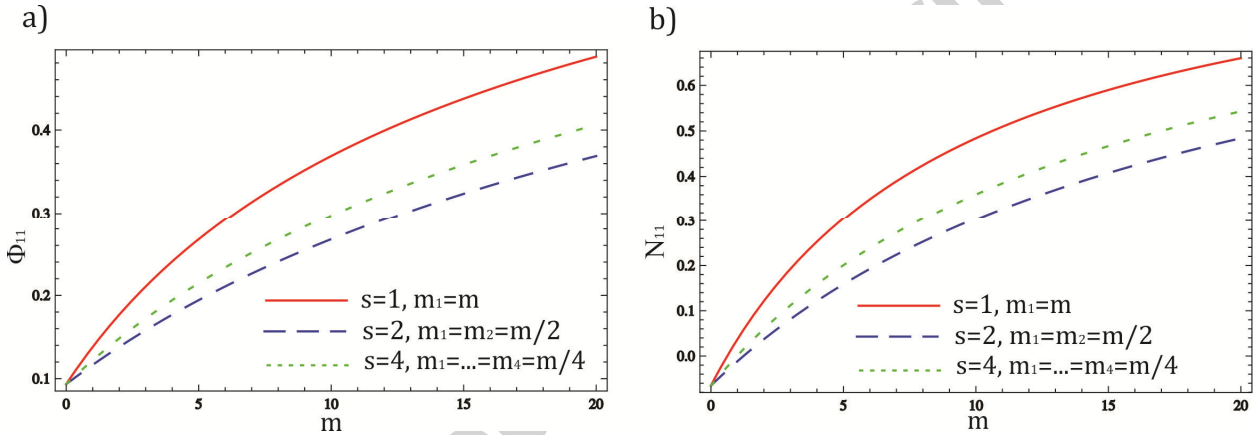 a)
0.4
0.3
0.2
0.1
Φ11
0 5 10 15 20
m
s=1, m1=m
s=2, m1=m2=m/2
s=4, m1=...=m4=m/4
b)
0.6
0.5
0.4
0.3
0.2
0.1
0.0
N11
0 5 10 15 20
m
s=1, m1=m
s=2, m1=m2=m/2
s=4, m1=...=m4=m/4